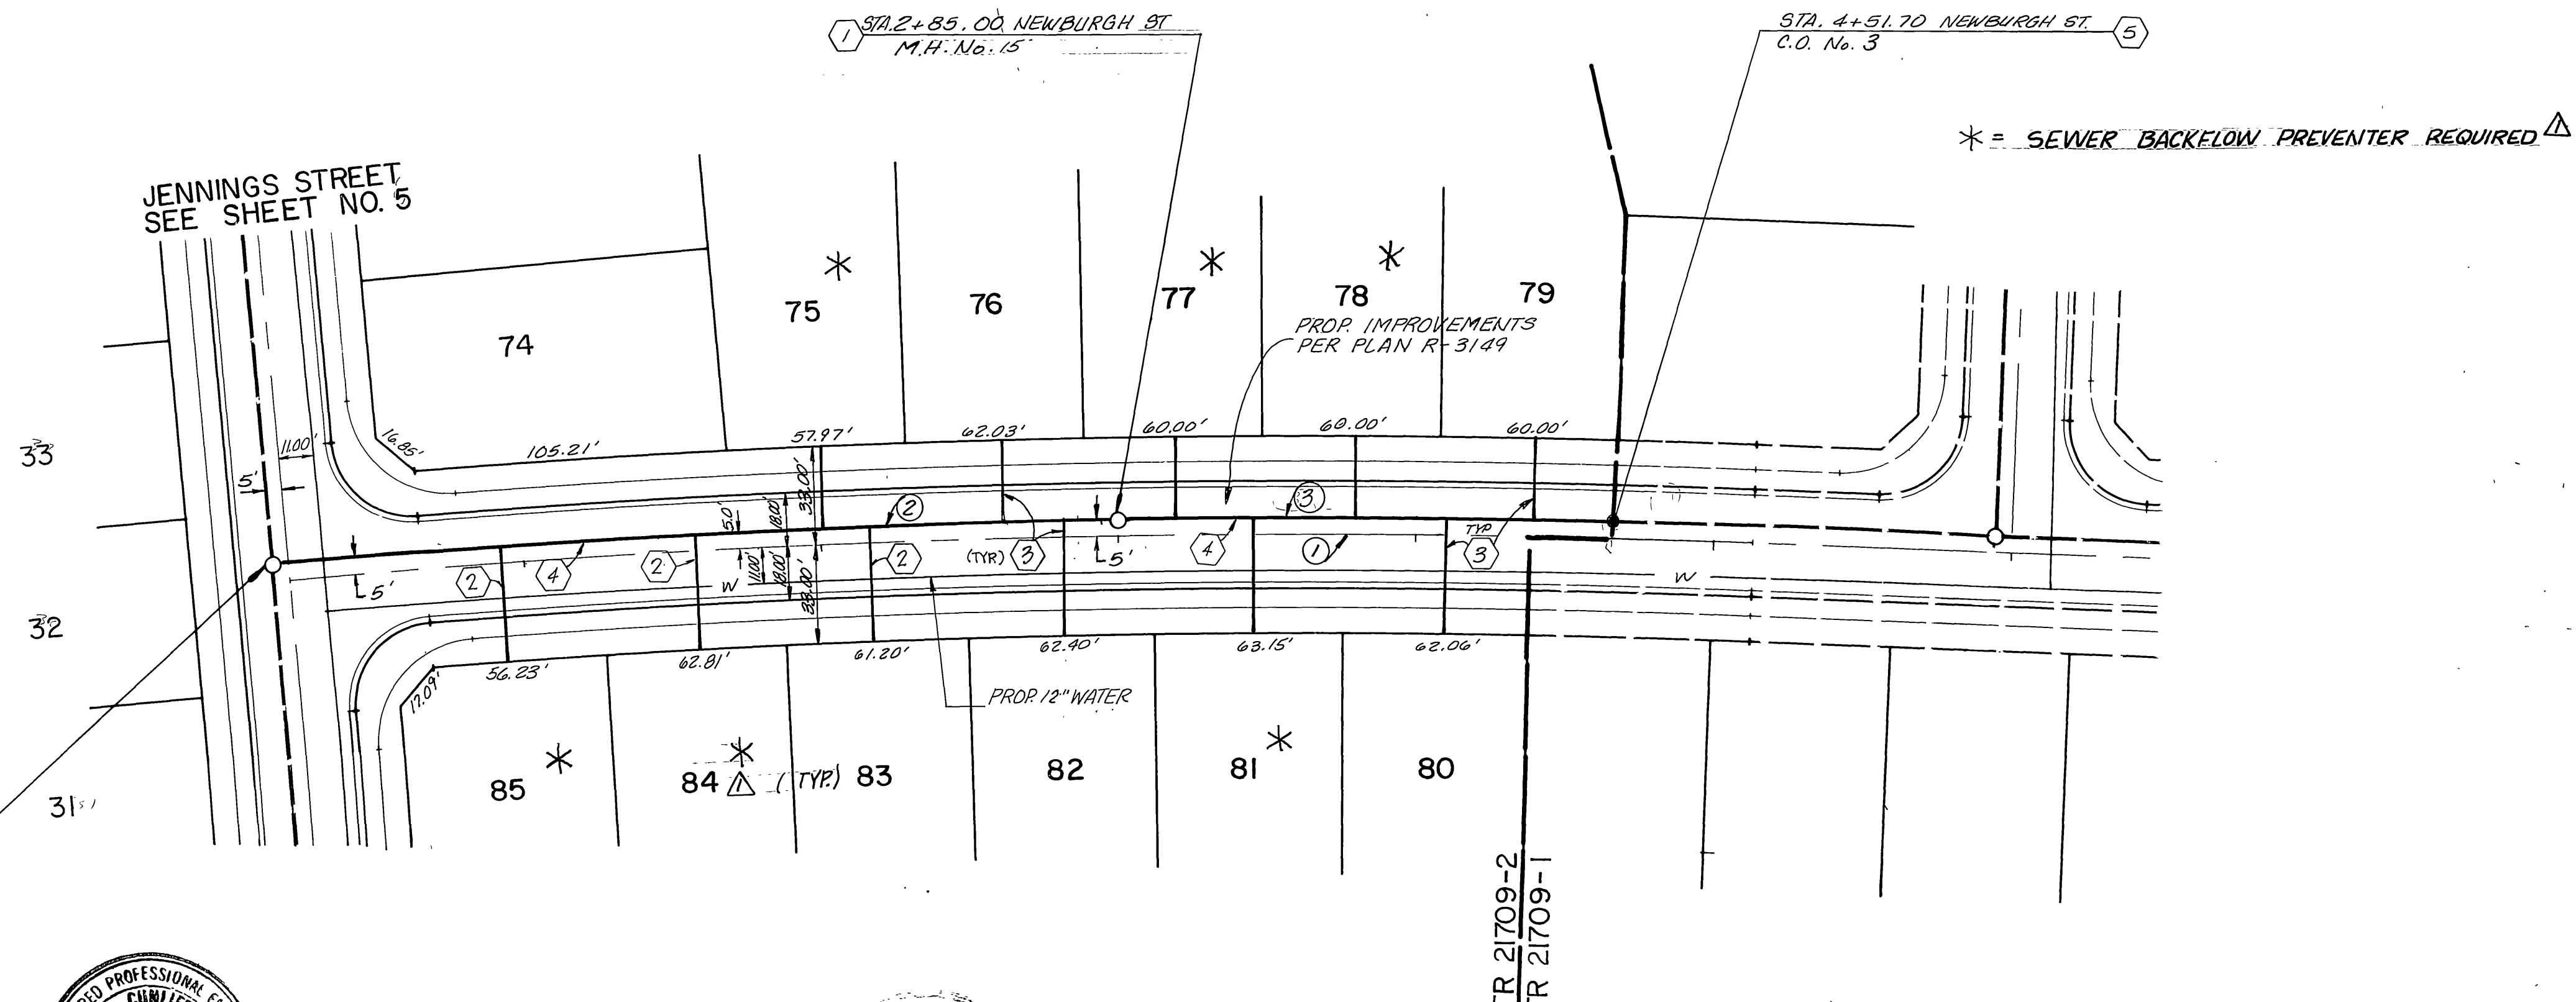 1
STA. 2+85.00 NEWBURGH ST
M.H. No. 15
STA. 4+51.70 NEWBURGH ST.
C.O. No. 3
5
* = SEWER BACKFLOW PREVENTER REQUIRED 1
JENNINGS STREET
SEE SHEET NO. 5
74
75 *
76
77 *
78 *
79
PROP. IMPROVEMENTS
PER PLAN R-3149
33
32
31
5'
11.00'
16.85'
105.21'
57.97'
62.03'
60.00'
60.00'
60.00'
33.00'
18.00'
5.0'
2
3
5'
2
4
2
W
11.00'
18.00'
33.00'
2
(TYP.) 3
5'
4
1
TYP
3
W
17.09'
56.23'
62.81'
61.20'
62.40'
63.15'
62.06'
PROP. 12" WATER
85 *
*
84 1 (TYP.)
83
82
81 *
80
TR 21709-2
TR 21709-1
PROFESSIONAL